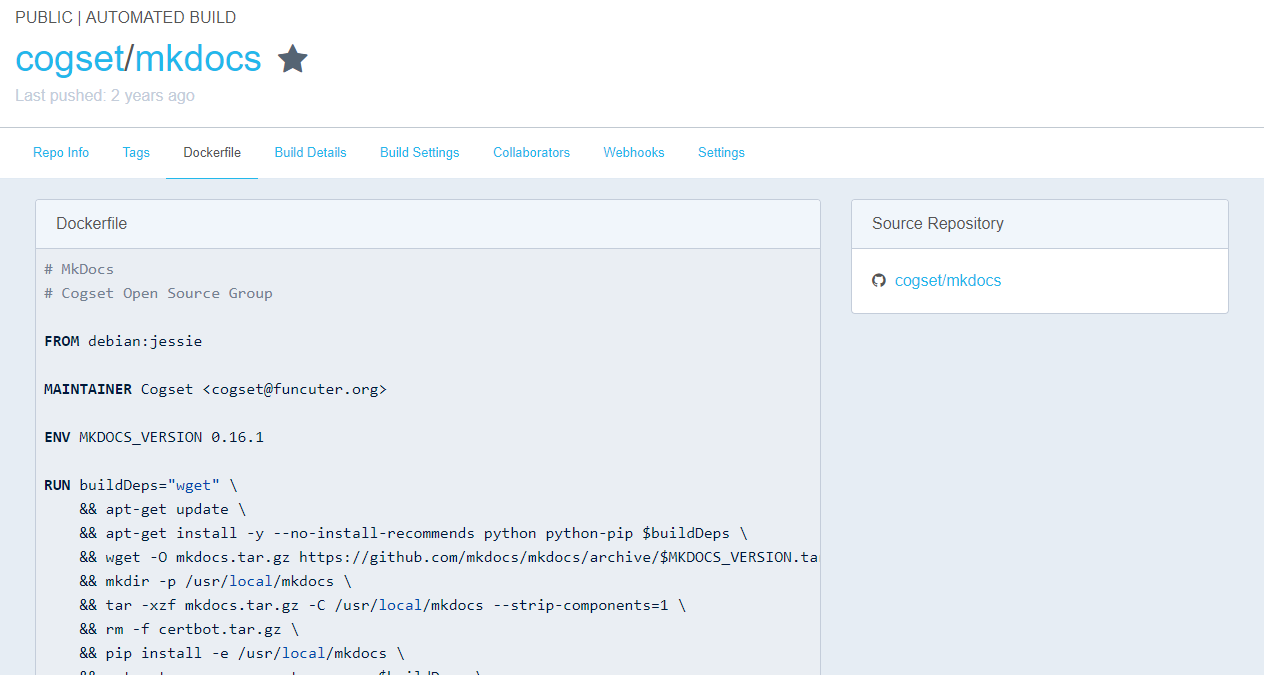 PUBLIC | AUTOMATED BUILD
cogset/mkdocs
Last pushed: 2 years ago
Repo Info Tags Dockerfile Build Details Build Settings Collaborators Webhooks Settings
Dockerfile
# MkDocs
# Cogset Open Source Group
FROM debian:jessie
MAINTAINER Cogset <cogset@funcuter.org>
ENV MKDOCS_VERSION 0.16.1
RUN buildDeps="wget" \
&& apt-get update \
&& apt-get install -y --no-install-recommends python python-pip $buildDeps \
&& wget -O mkdocs.tar.gz https://github.com/mkdocs/mkdocs/archive/$MKDOCS_VERSION.ta
&& mkdir -p /usr/local/mkdocs \
&& tar -xzf mkdocs.tar.gz -C /usr/local/mkdocs --strip-components=1 \
&& rm -f certbot.tar.gz \
&& pip install -e /usr/local/mkdocs \
Source Repository
cogset/mkdocs